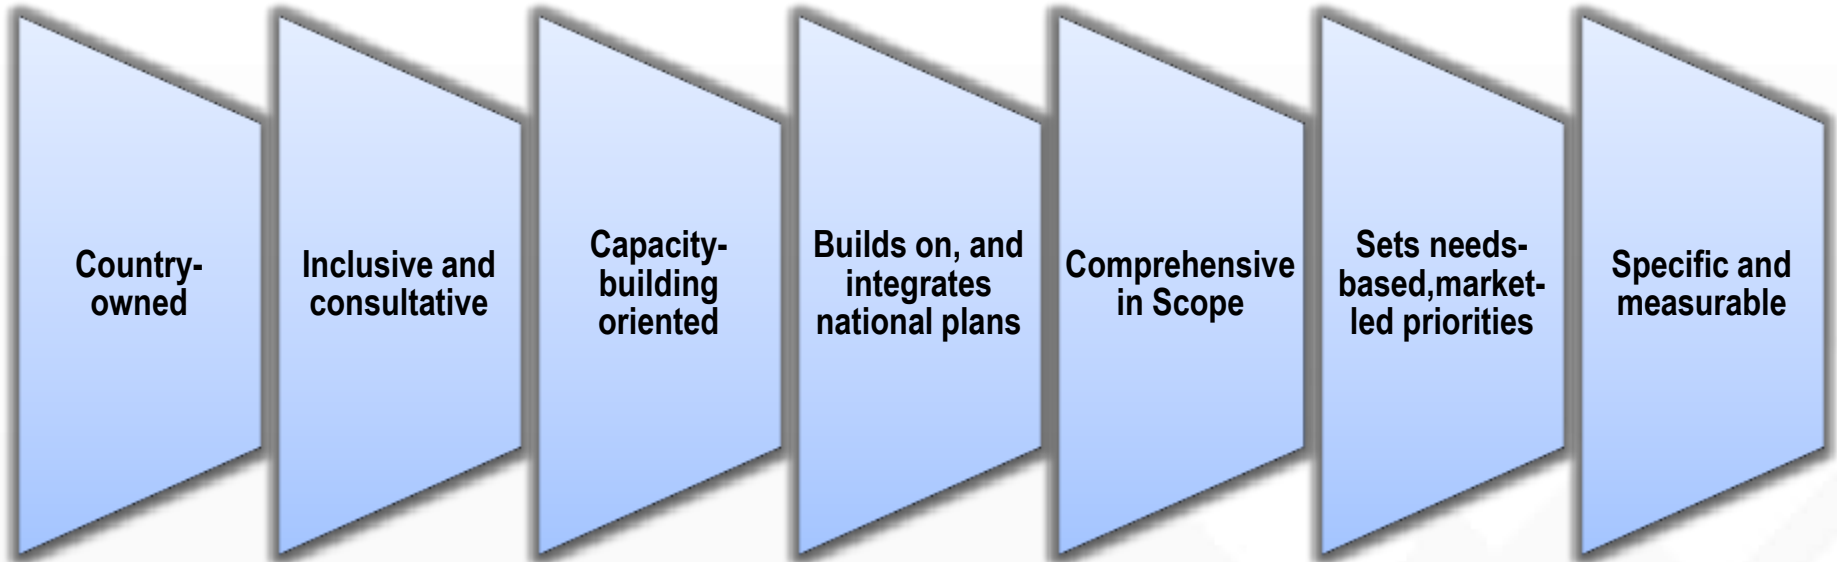 Country-
owned
Inclusive and
consultative
Capacity-
building
oriented
Builds on, and
integrates
national plans
Comprehensive
in Scope
Sets needs-
based,market-
led priorities
Specific and
measurable